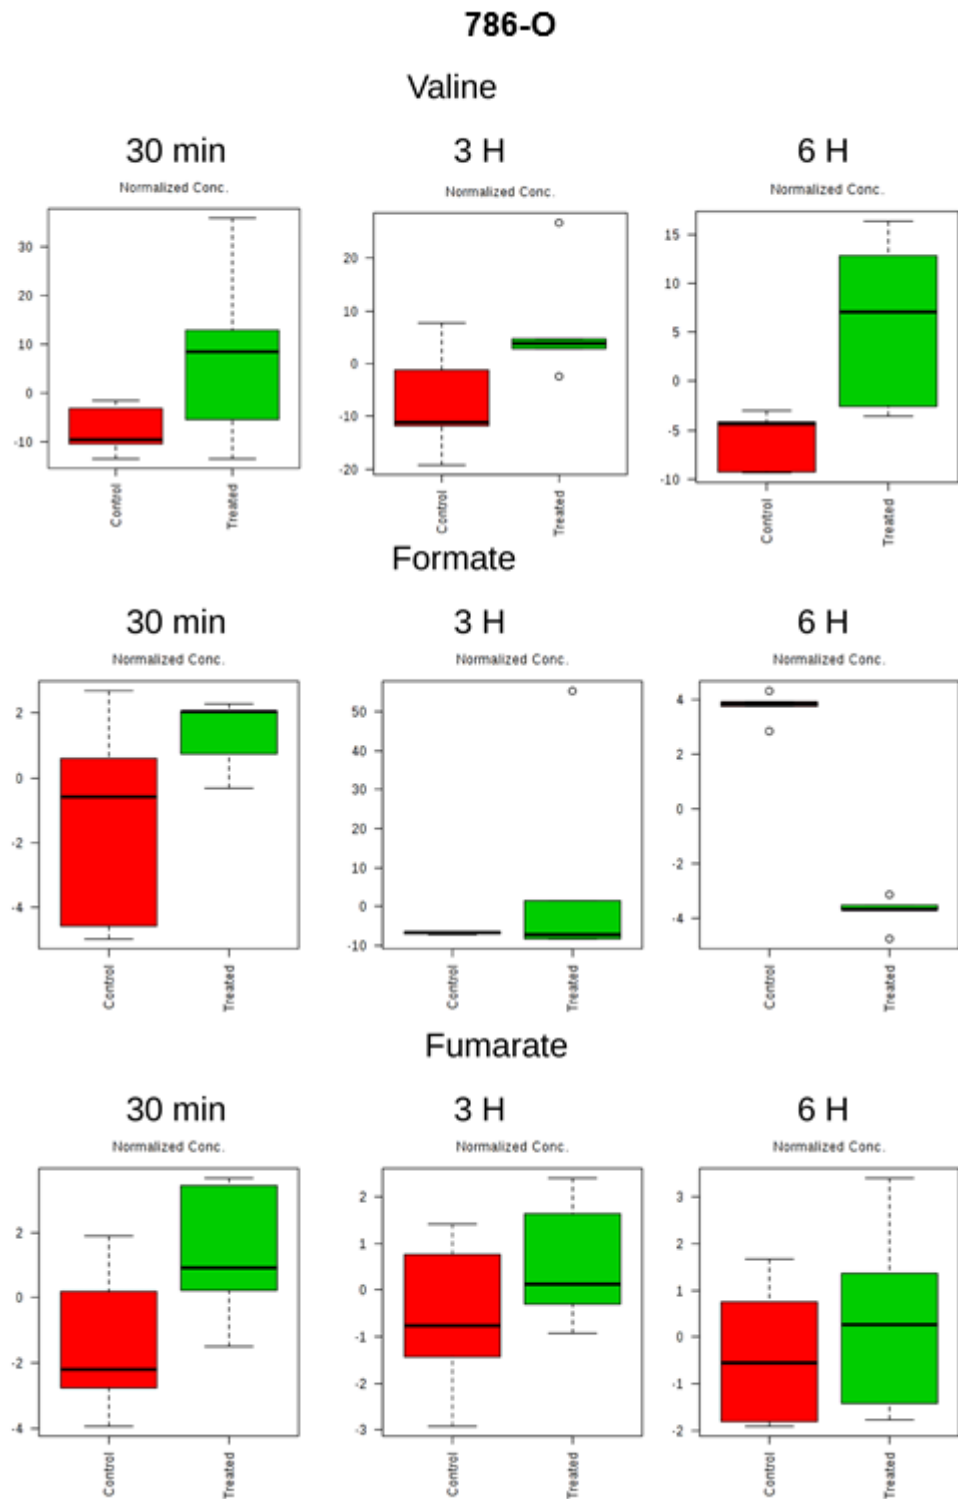 786-O
Valine
30 min 3 H 6 H
Normalized Conc. Normalized Conc. Normalized Conc.
30 20 10 0 -10
20 10 0 -10 -20
15 10 5 0 -5 -10
Control Treated Control Treated Control Treated
Formate
30 min 3 H 6 H
Normalized Conc. Normalized Conc. Normalized Conc.
2 0 -2 -4
50 40 30 20 10 0 -10
4 2 0 -2 -4
Control Treated Control Treated Control Treated
Fumarate
30 min 3 H 6 H
Normalized Conc. Normalized Conc. Normalized Conc.
2 0 -2 -4
2 1 0 -1 -2 -3
3 2 1 0 -1 -2
Control Treated Control Treated Control Treated